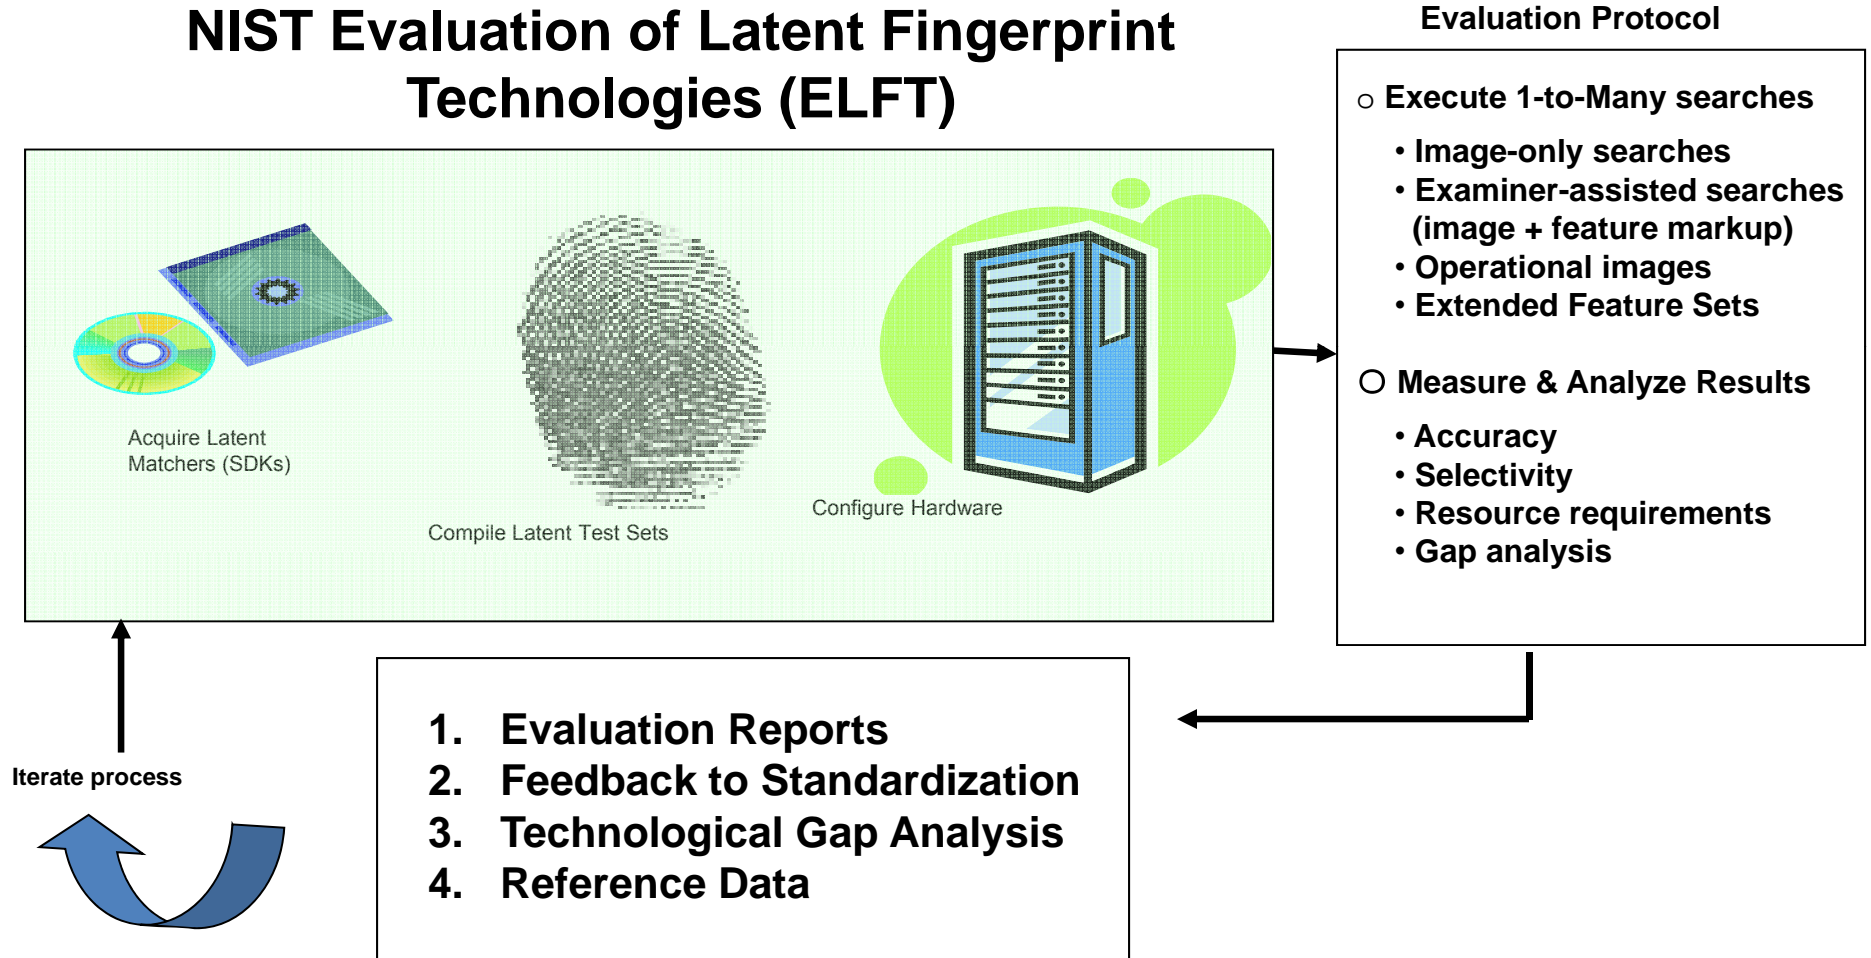 NIST Evaluation of Latent Fingerprint
Technologies (ELFT)
Acquire Latent
Matchers (SDKs)
Compile Latent Test Sets
Configure Hardware
Evaluation Protocol
o Execute 1-to-Many searches
• Image-only searches
• Examiner-assisted searches
(image + feature markup)
• Operational images
• Extended Feature Sets
O Measure & Analyze Results
• Accuracy
• Selectivity
• Resource requirements
• Gap analysis
1. Evaluation Reports
2. Feedback to Standardization
3. Technological Gap Analysis
4. Reference Data
Iterate process